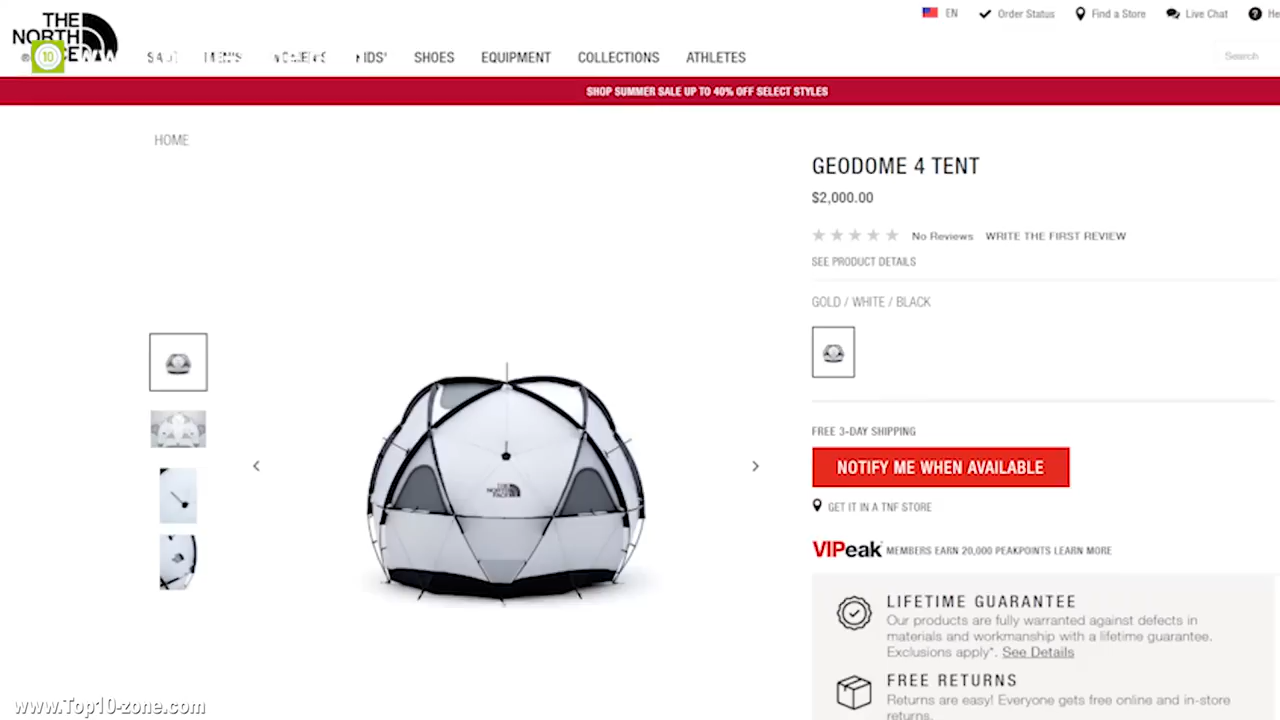 THE
NORTH
FACE
EN
Order Status
Find a Store
Live Chat
SHOES
EQUIPMENT
COLLECTIONS
ATHLETES
Search
SHOP SUMMER SALE UP TO 40% OFF SELECT STYLES
HOME
GEODOME 4 TENT
$2,000.00
No Reviews WRITE THE FIRST REVIEW
SEE PRODUCT DETAILS
GOLD / WHITE / BLACK
FREE 3-DAY SHIPPING
NOTIFY ME WHEN AVAILABLE
GET IT IN A TNF STORE
THE
NORTH
FACE
VIPeak MEMBERS EARN 20,000 PEAKPOINTS LEARN MORE
LIFETIME GUARANTEE
Our products are fully warranted against defects in
materials and workmanship with a lifetime guarantee.
Exclusions apply*. See Details
FREE RETURNS
Returns are easy! Everyone gets free online and in-store
returns.
www.Top10-zone.com